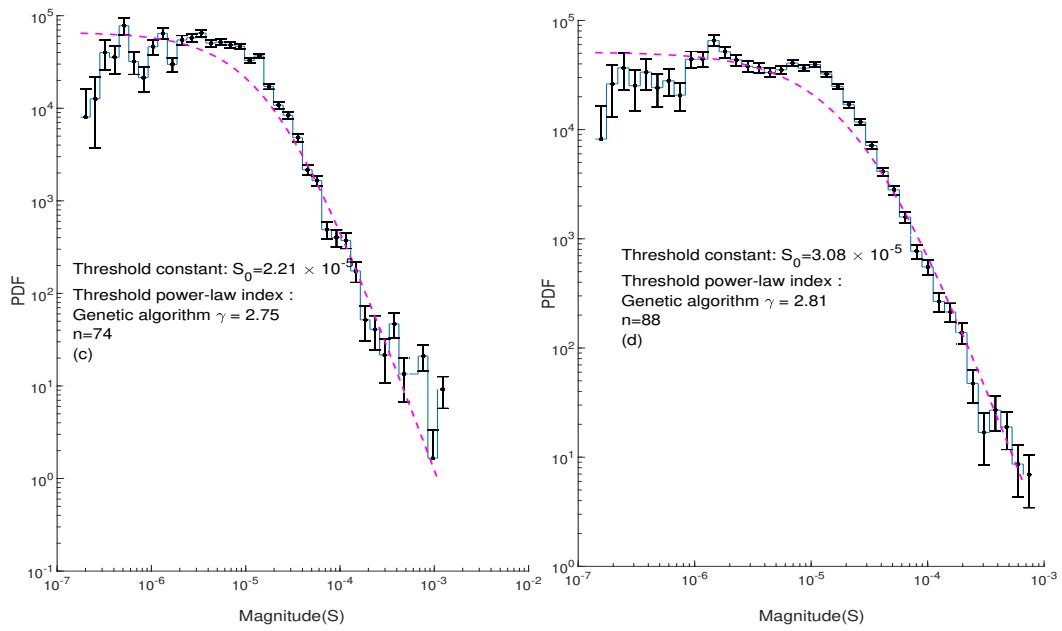 10^5
10^4
10^3
10^2
10^1
10^0
10^-1
PDF
Threshold constant: S_0=2.21 × 10^-5
Threshold power-law index :
Genetic algorithm γ = 2.75
n=74
(c)
10^-7
10^-6
10^-5
10^-4
10^-3
10^-2
Magnitude(S)
10^5
10^4
10^3
10^2
10^1
10^0
PDF
Threshold constant: S_0=3.08 × 10^-5
Threshold power-law index :
Genetic algorithm γ = 2.81
n=88
(d)
10^-7
10^-6
10^-5
10^-4
10^-3
Magnitude(S)